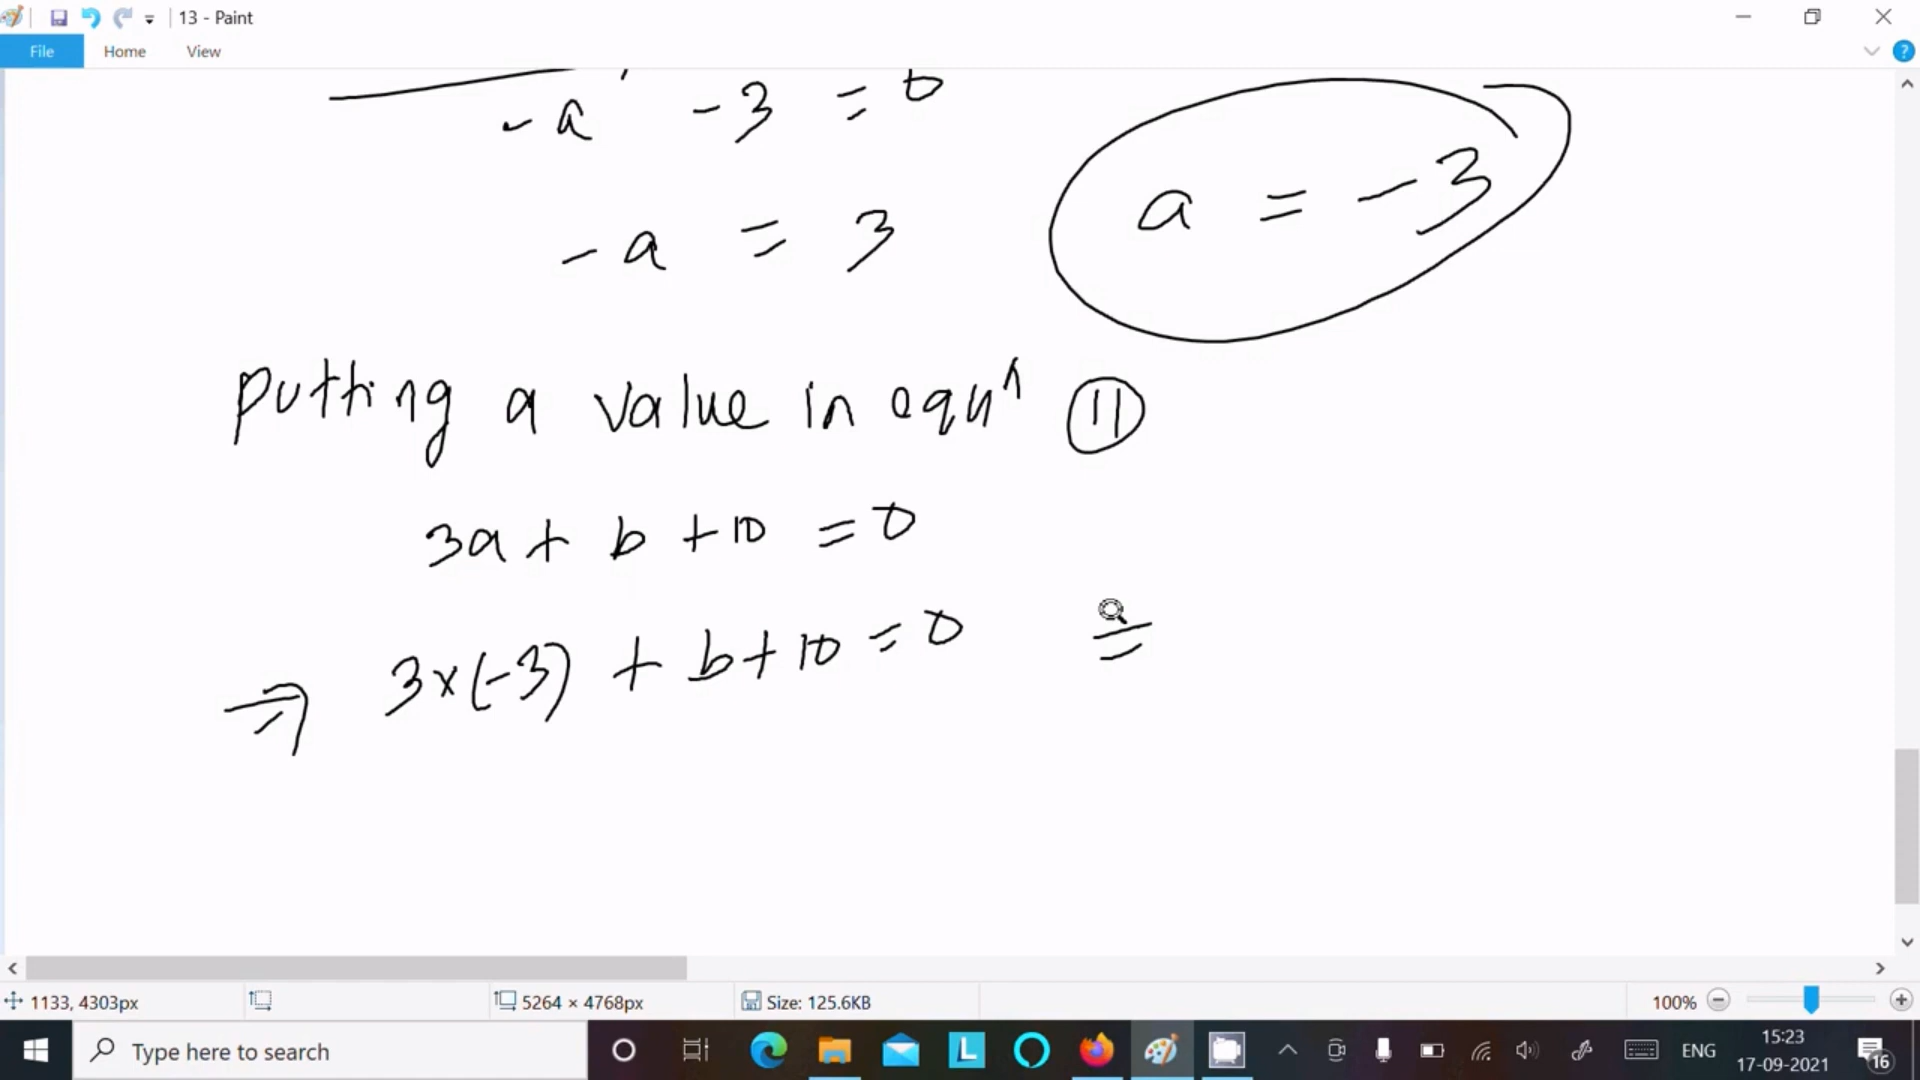 13 - Paint
File Home View
-a -3 = 0
a = -3
-a = 3
Putting a value in equn (11)
3a + b + 10 = 0
⇒ 3×(-3) + b + 10 = 0 =
1133, 4303px 5264 × 4768px Size: 125.6KB 100%
Type here to search L ENG 15:23
17-09-2021 16